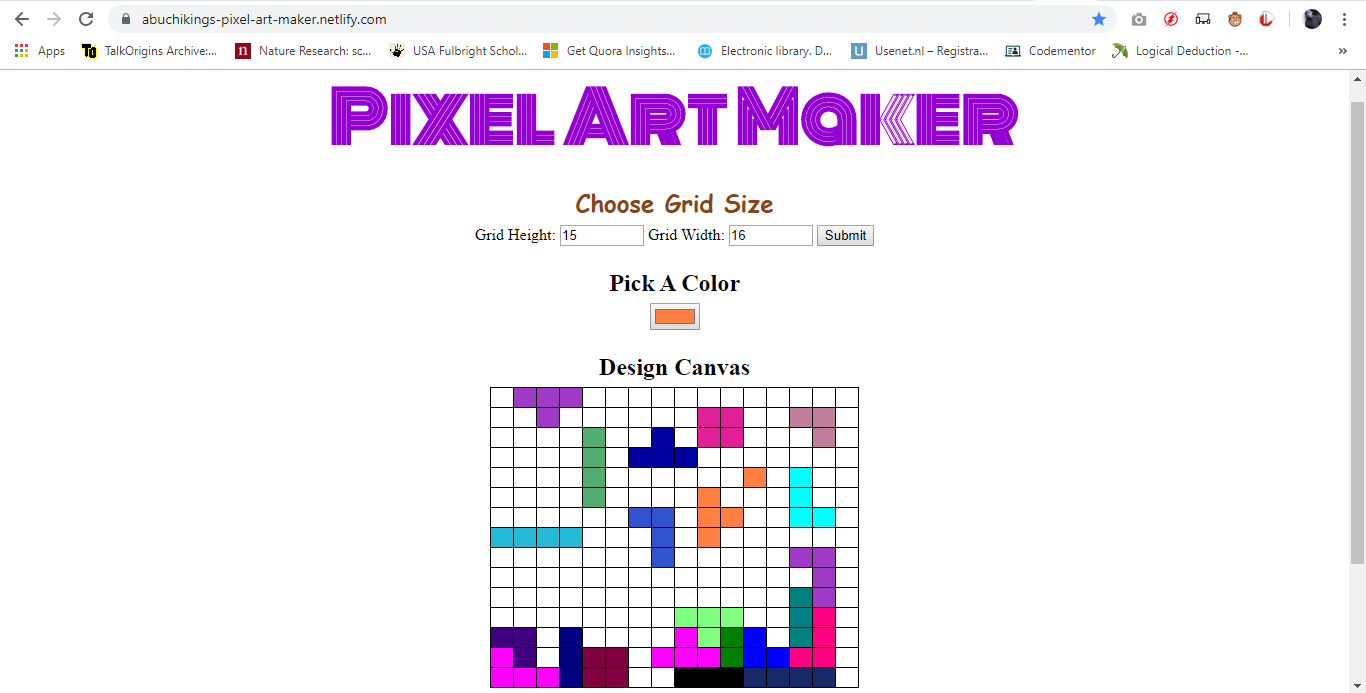 abuchikings-pixel-art-maker.netlify.com
Apps TO TalkOrigins Archive:... n Nature Research: sc... USA Fulbright Schol... Get Quora Insights... Electronic library. D... U Usenet.nl – Registra... Codementor Logical Deduction -... »
Pixel Art Maker
Choose Grid Size
Grid Height: 15 Grid Width: 16 Submit
Pick A Color
Design Canvas